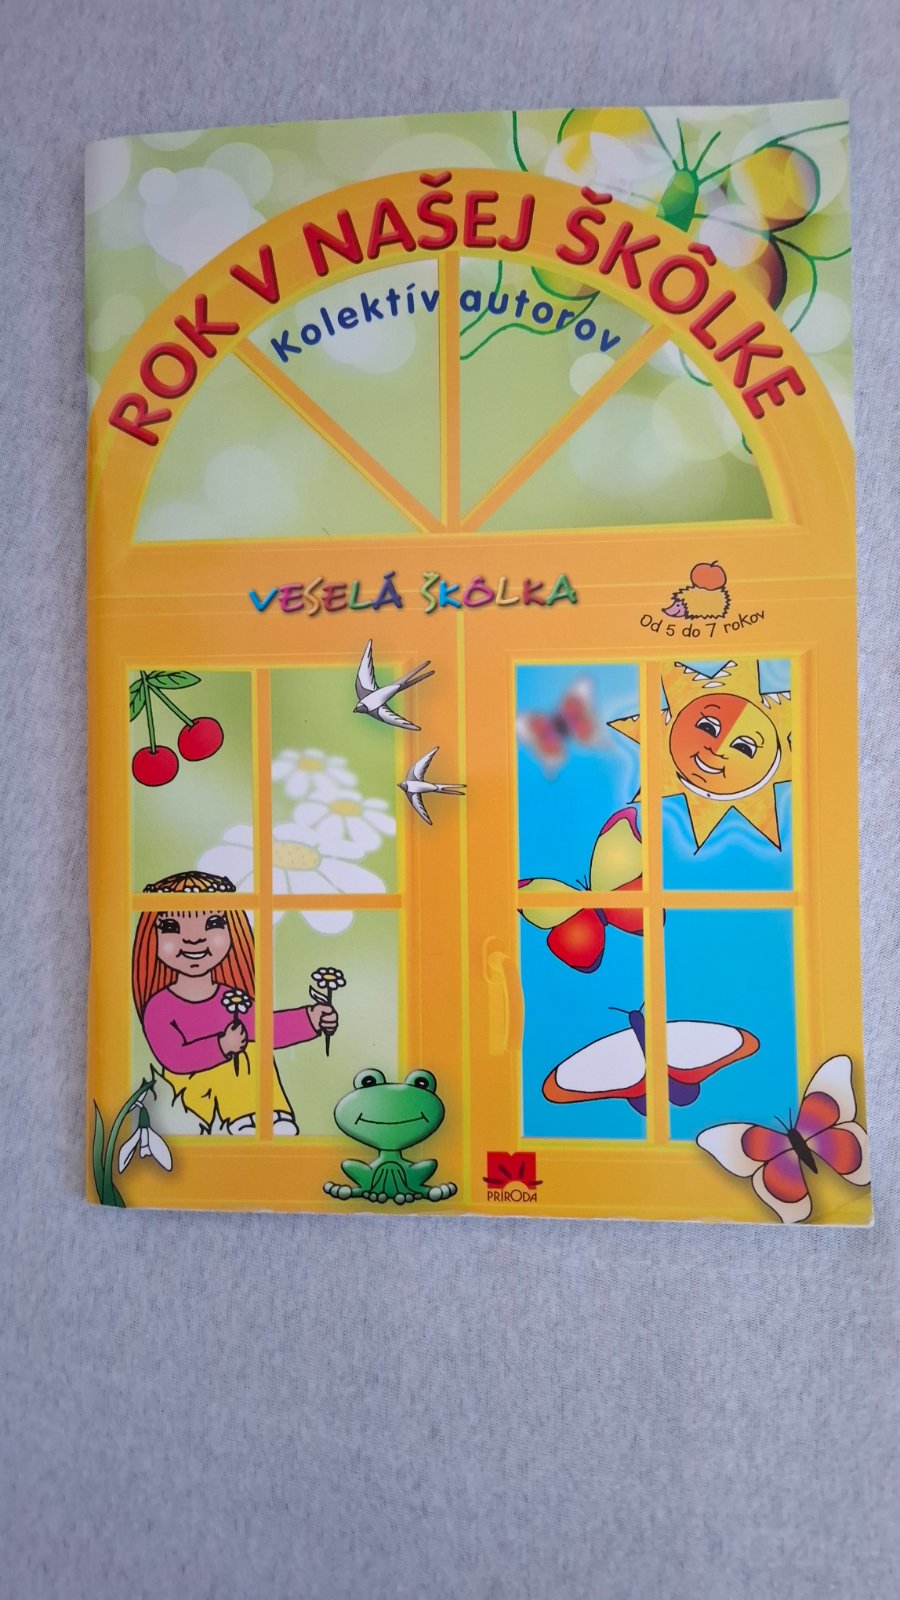 ROK V NAŠEJ ŠKÔLKE
Kolektív autorov
VESELÁ ŠKÔLKA
Od 5 do 7 rokov
PRÍRODA